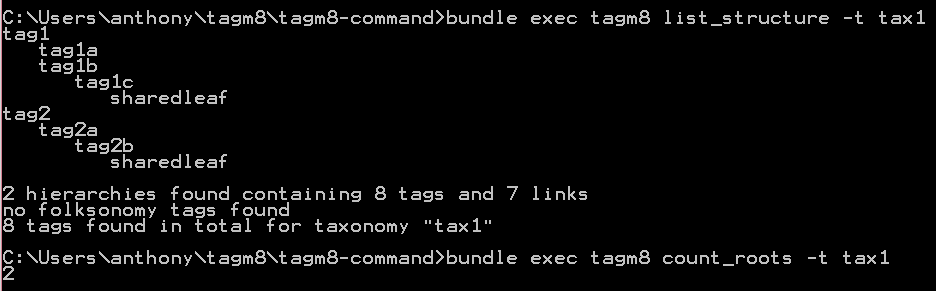 C:\Users\anthony\tagm8\tagm8-command>bundle exec tagm8 list_structure -t tax1
tag1
   tag1a
   tag1b
      tag1c
         sharedleaf
tag2
   tag2a
      tag2b
         sharedleaf

2 hierarchies found containing 8 tags and 7 links
no folksonomy tags found
8 tags found in total for taxonomy "tax1"

C:\Users\anthony\tagm8\tagm8-command>bundle exec tagm8 count_roots -t tax1
2